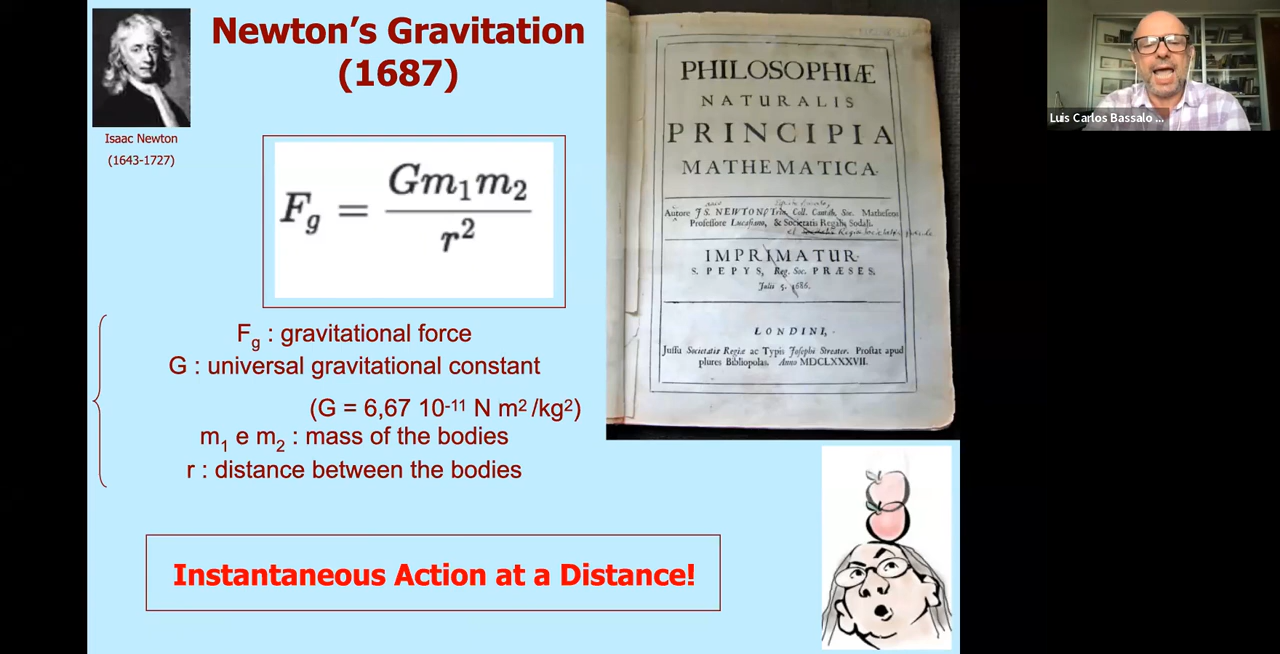 Newton's Gravitation
(1687)
Isaac Newton
(1643-1727)
F_g = Gm_1m_2 / r^2
F_g : gravitational force
G : universal gravitational constant
(G = 6,67 10^-11 N m^2 /kg^2)
m_1 e m_2 : mass of the bodies
r : distance between the bodies
Instantaneous Action at a Distance!
PHILOSOPHIÆ
NATURALIS
PRINCIPIA
MATHEMATICA.
Autore J S. NEWTON, Trin. Coll. Cantab. Soc. Matheseos
Professore Lucasiano, & Societatis Regalis Sodali.
IMPRIMATUR.
S. PEPYS, Reg. Soc. PRÆSES.
Julii 5. 1686.
LONDINI,
Jussu Societatis Regiæ ac Typis Josephi Streater. Prostat apud
plures Bibliopolas. Anno MDCLXXXVII.
Luis Carlos Bassalo ...